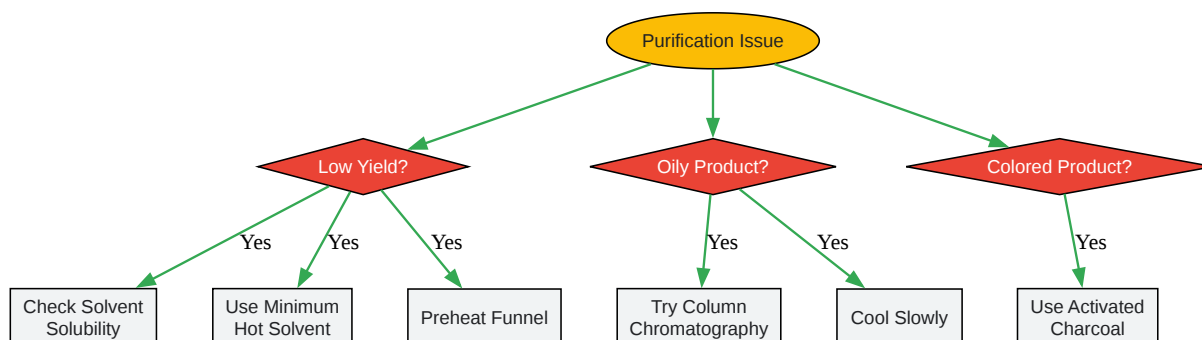 Purification Issue
Low Yield?
Oily Product?
Colored Product?
Yes
Yes
Yes
Yes
Yes
Yes
Check Solvent
Solubility
Use Minimum
Hot Solvent
Preheat Funnel
Try Column
Chromatography
Cool Slowly
Use Activated
Charcoal